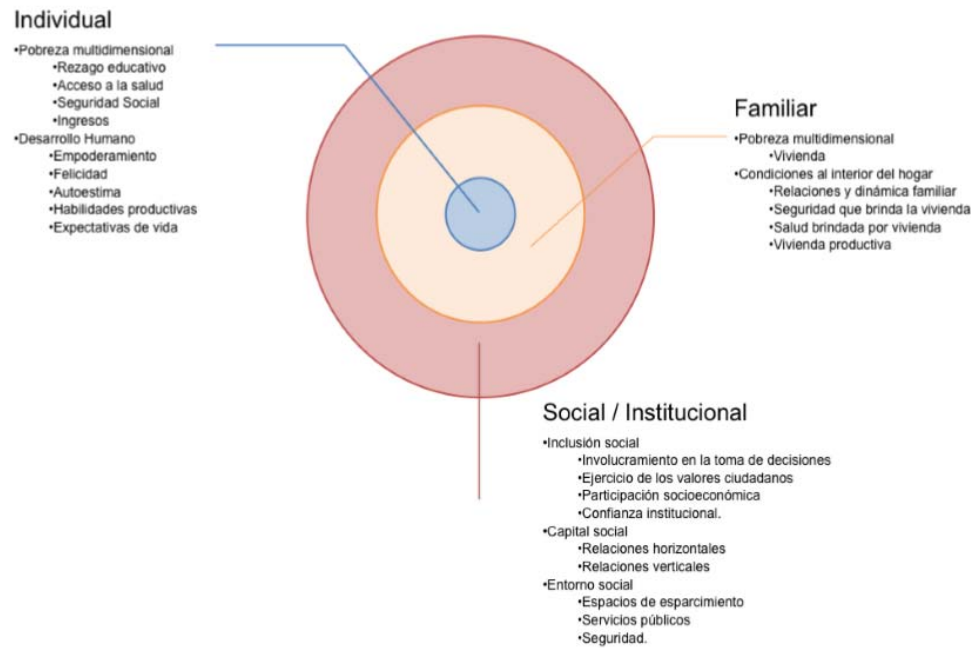 Individual
•Pobreza multidimensional
•Rezago educativo
•Acceso a la salud
•Seguridad Social
•Ingresos
•Desarrollo Humano
•Empoderamiento
•Felicidad
•Autoestima
•Habilidades productivas
•Expectativas de vida
Familiar
•Pobreza multidimensional
•Vivienda
•Condiciones al interior del hogar
•Relaciones y dinámica familiar
•Seguridad que brinda la vivienda
•Salud brindada por vivienda
•Vivienda productiva
Social / Institucional
•Inclusión social
•Involucramiento en la toma de decisiones
•Ejercicio de los valores ciudadanos
•Participación socioeconómica
•Confianza institucional.
•Capital social
•Relaciones horizontales
•Relaciones verticales
•Entorno social
•Espacios de esparcimiento
•Servicios públicos
•Seguridad.